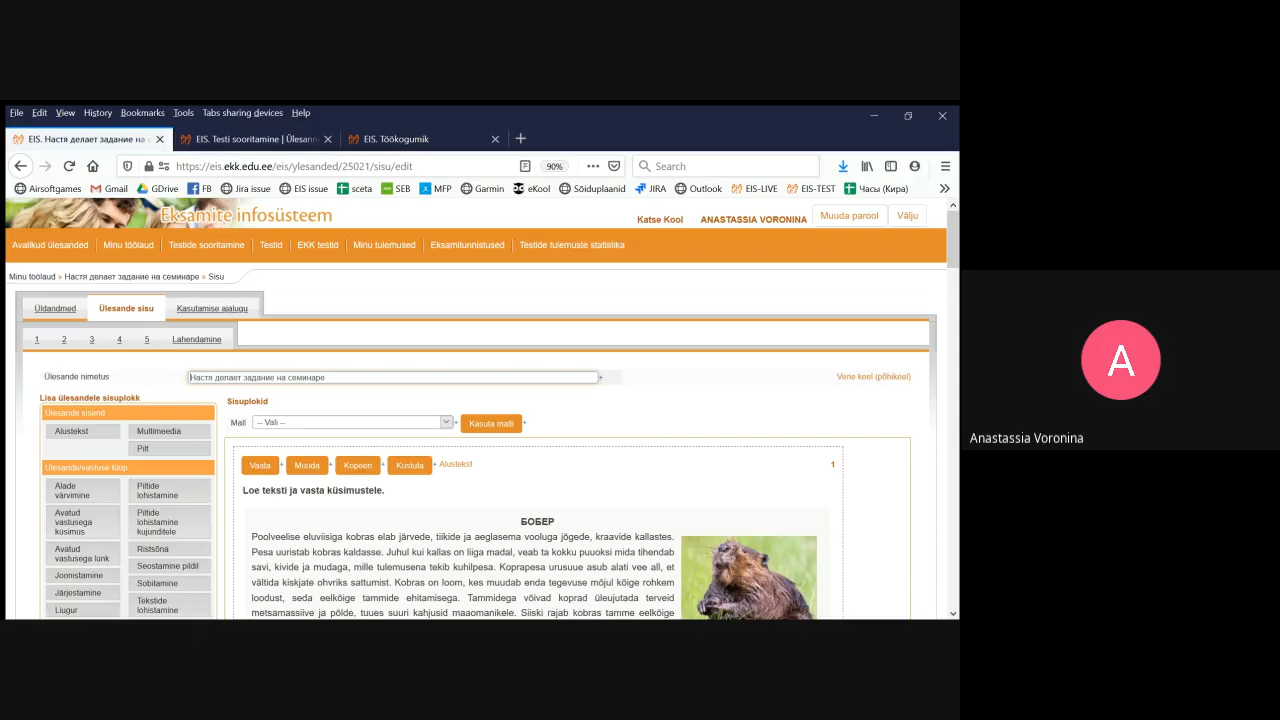 File Edit View History Bookmarks Tools Tabs sharing devices Help
EIS. Настя делает задание на с
EIS. Testi sooritamine | Ülesann
EIS. Töökogumik
https://eis.ekk.edu.ee/eis/ylesanded/25021/sisu/edit 90% Search
Airsoftgames Gmail GDrive FB Jira issue EIS issue sceta SEB MFP Garmin eKool Sõiduplaanid JIRA Outlook EIS-LIVE EIS-TEST Часы (Кира)
Eksamite infosüsteem
Katse Kool ANASTASSIA VORONINA Muuda parool Välju
Avalikud ülesanded Minu töölaud Testide sooritamine Testid EKK testid Minu tulemused Eksamitunnistused Testide tulemuste statistika
Minu töölaud » Настя делает задание на семинаре » Sisu
Üldandmed Ülesande sisu Kasutamise ajalugu
1 2 3 4 5 Lahendamine
Ülesande nimetus Настя делает задание на семинаре + Vene keel (põhikeel)
Lisa ülesandele sisuplokk
Ülesande sisend
Alustekst Multimeedia
Pilt
Ülesande/vastuse tüüp
Alade värvimine
Piltide lohistamine
Avatud vastusega küsimus
Piltide lohistamine kujunditele
Avatud vastusega lünk
Ristsõna
Seostamine pildil
Joonistamine
Sobitamine
Järjestamine
Tekstide lohistamine
Liugur
Sisuplokid
Mall -- Vali -- + Kasuta malli +
Vaata + Muuda + Kopeeri + Kustuta + Alustekst 1
Loe teksti ja vasta küsimustele.
БОБЕР
Poolveelise eluviisiga kobras elab järvede, tiikide ja aeglasema vooluga jõgede, kraavide kallastes.
Pesa uuristab kobras kaldasse. Juhul kui kallas on liiga madal, veab ta kokku puuoksi mida tihendab
savi, kivide ja mudaga, mille tulemusena tekib kuhilpesa. Koprapesa urusuue asub alati vee all, et
vältida kiskjate ohvriks sattumist. Kobras on loom, kes muudab enda tegevuse mõjul kõige rohkem
loodust, seda eelkõige tammide ehitamisega. Tammidega võivad koprad üleujutada terveid
metsamassiive ja põlde, tuues suuri kahjusid maaomanikele. Siiski rajab kobras tamme eelkõige
A
Anastassia Voronina